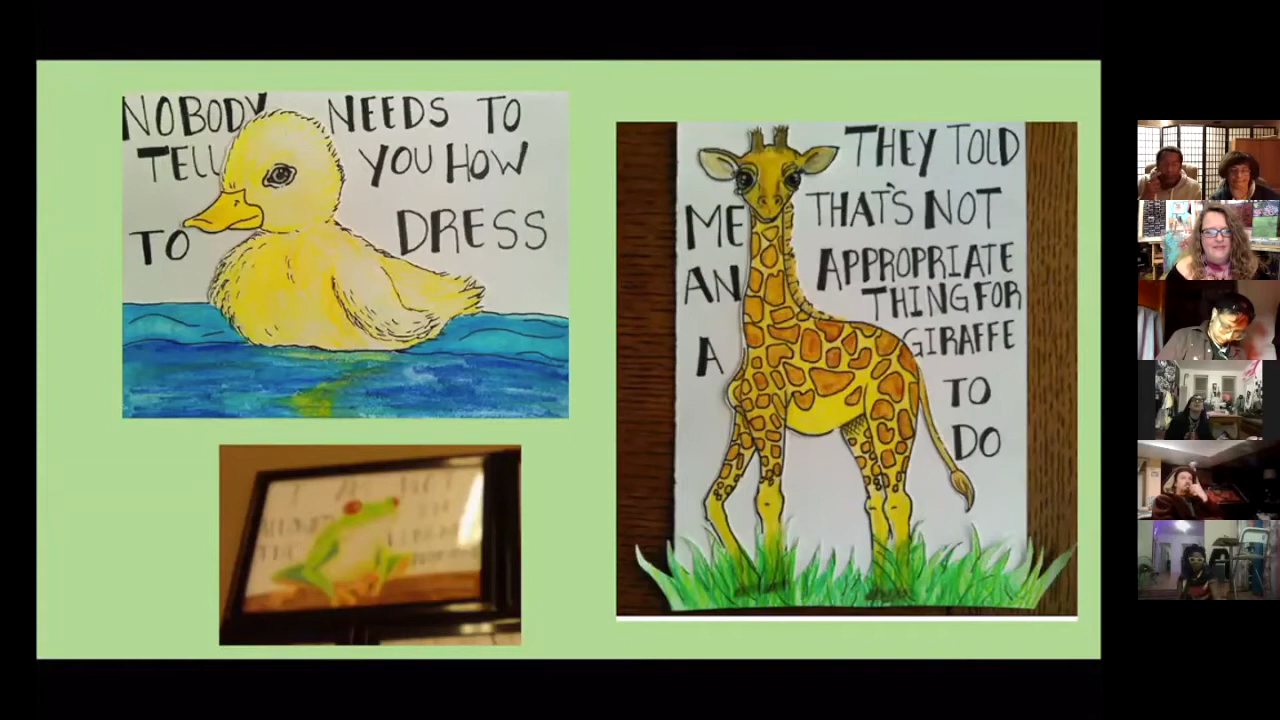 NOBODY NEEDS TO
TELL YOU HOW
TO DRESS
THEY TOLD
ME THAT'S NOT
AN APPROPRIATE
THING FOR
A GIRAFFE
TO
DO